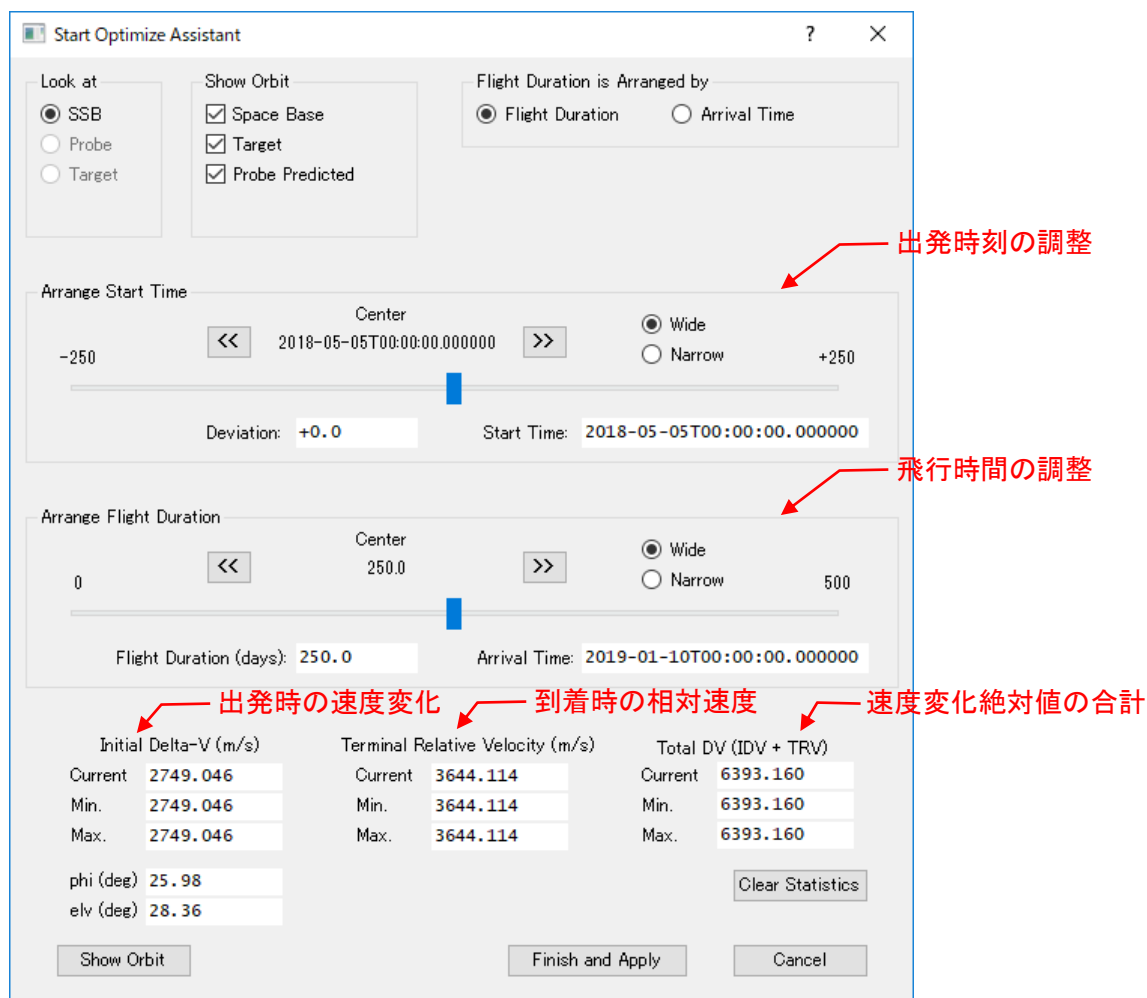 Start Optimize Assistant ?
Look at
SSB
Probe
Target
Show Orbit
Space Base
Target
Probe Predicted
Flight Duration is Arranged by
Flight Duration Arrival Time
出発時刻の調整
Arrange Start Time
Center
<< 2018-05-05T00:00:00.000000 >>
Wide
Narrow
-250 +250
Deviation: +0.0 Start Time: 2018-05-05T00:00:00.000000
飛行時間の調整
Arrange Flight Duration
Center
<< 250.0 >>
Wide
Narrow
0 500
Flight Duration (days): 250.0 Arrival Time: 2019-01-10T00:00:00.000000
出発時の速度変化 到着時の相対速度 速度変化絶対値の合計
Initial Delta-V (m/s)
Current 2749.046
Min. 2749.046
Max. 2749.046
phi (deg) 25.98
elv (deg) 28.36
Terminal Relative Velocity (m/s)
Current 3644.114
Min. 3644.114
Max. 3644.114
Total DV (IDV + TRV)
Current 6393.160
Min. 6393.160
Max. 6393.160
Clear Statistics
Show Orbit Finish and Apply Cancel